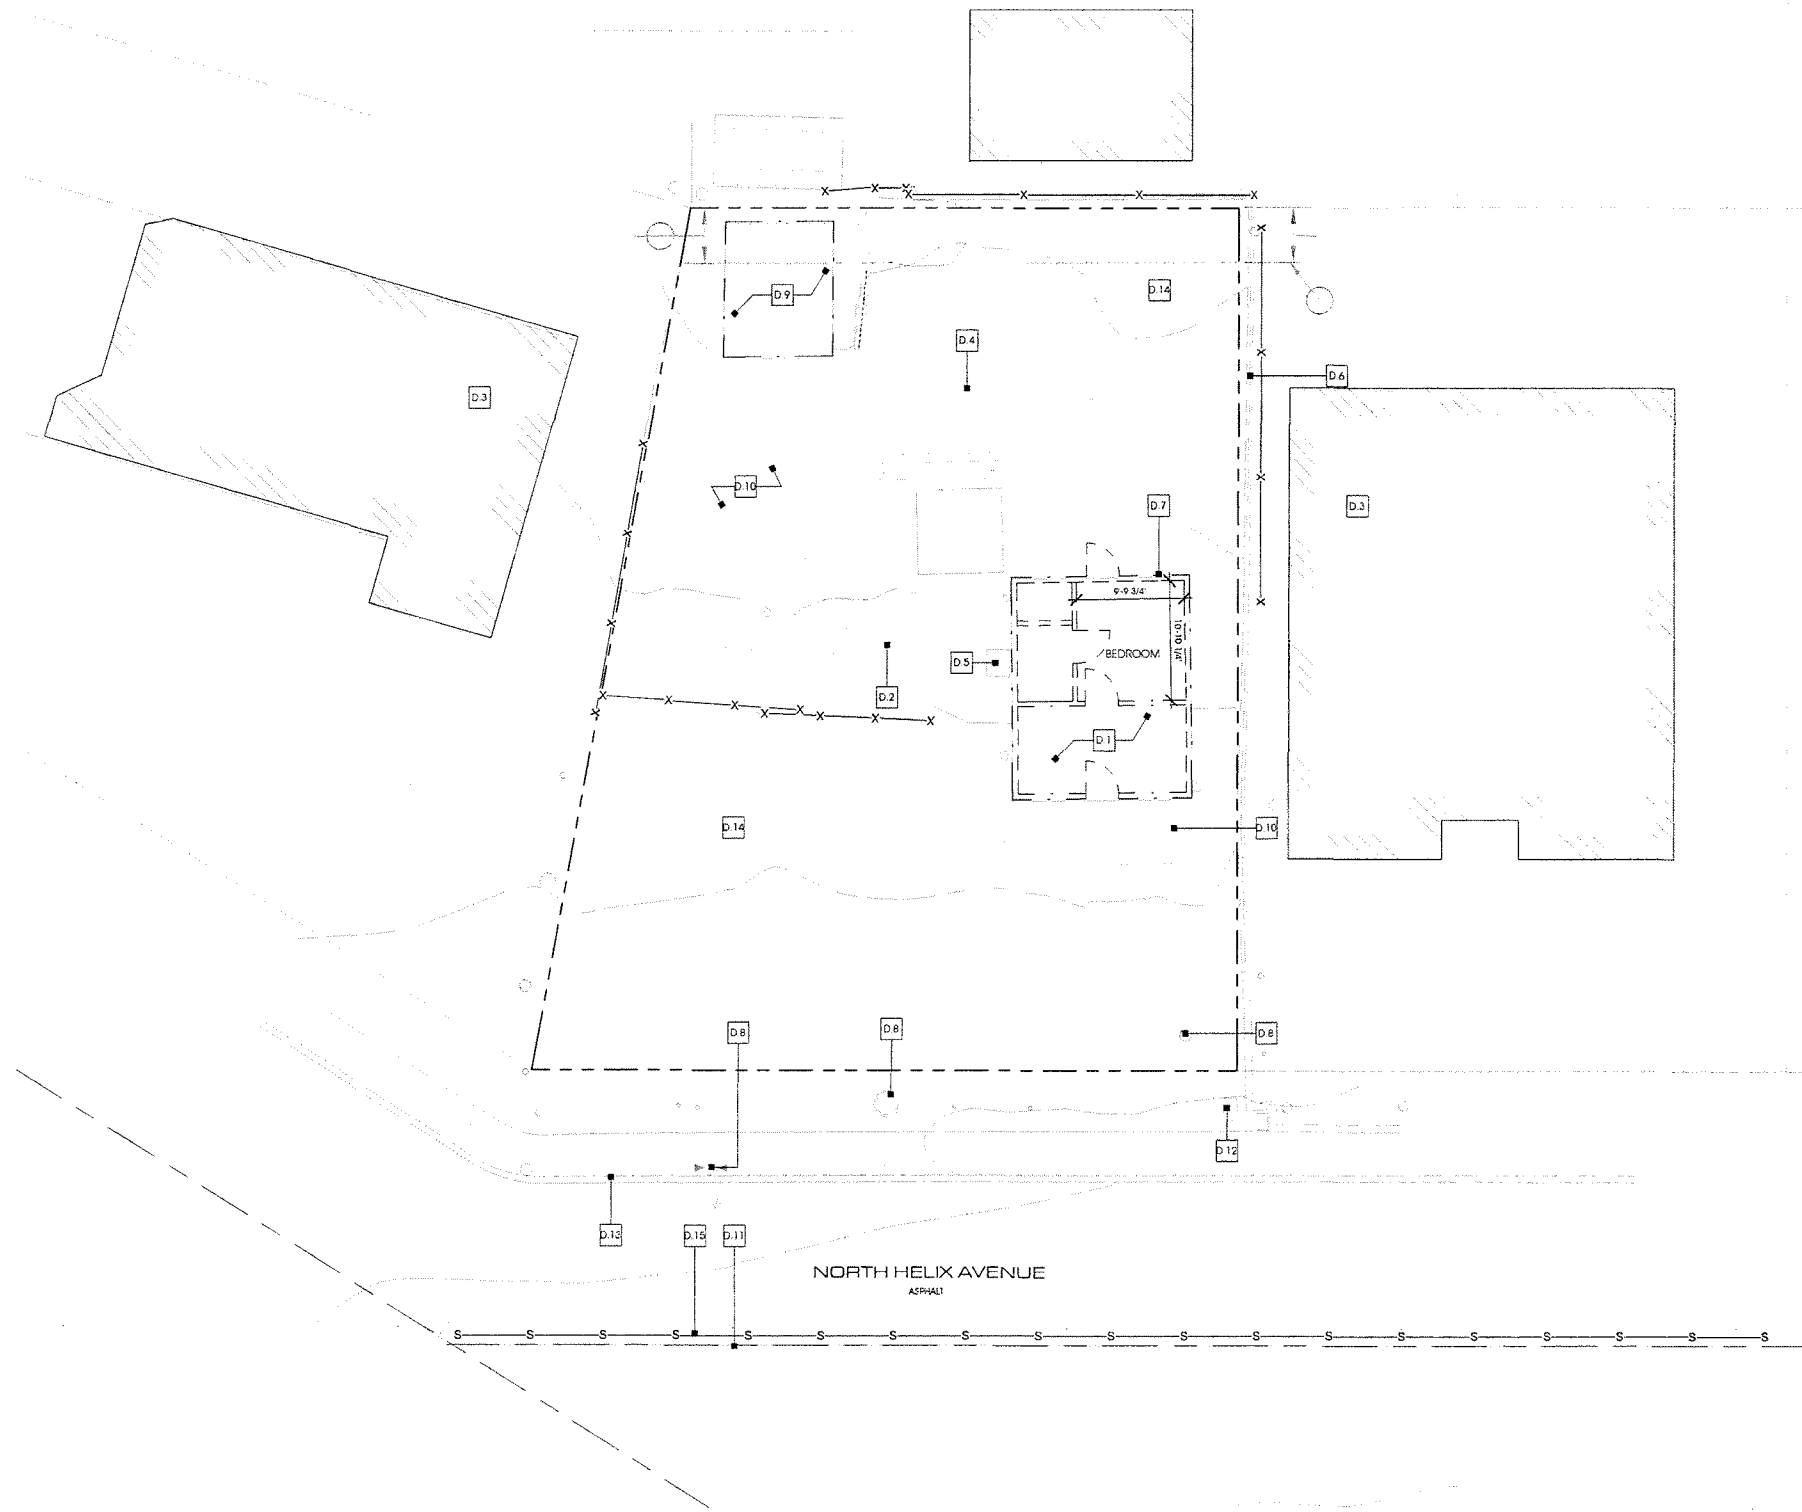 D.9
D.14
D.4
D.6
D.3
D.10
D.7
D.3
9'-9 3/4"
10'-10 1/4"
BEDROOM
D.5
D.2
D.1
D.14
D.10
D.8
D.8
D.8
D.12
D.13
D.15
D.11
NORTH HELIX AVENUE
ASPHALT
X X X X X X X
X
X
X
X
X
X
X
X
X X X X X X X X X
S S S S S S S S S S S S S S S S S S S